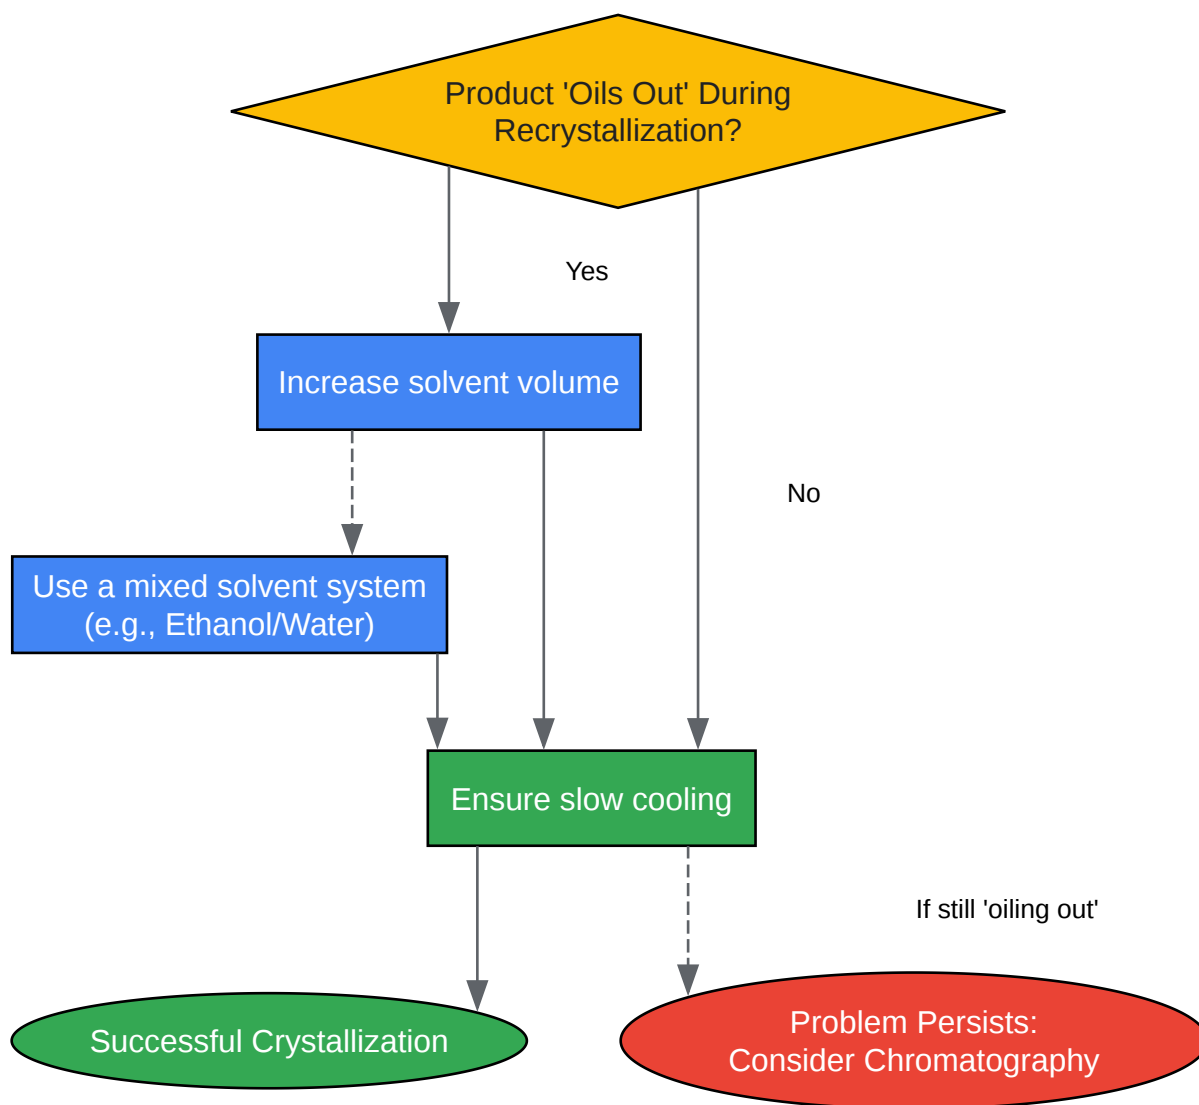 Product 'Oils Out' During
Recrystallization?
Yes
Increase solvent volume
No
Use a mixed solvent system
(e.g., Ethanol/Water)
Ensure slow cooling
If still 'oiling out'
Successful Crystallization
Problem Persists:
Consider Chromatography